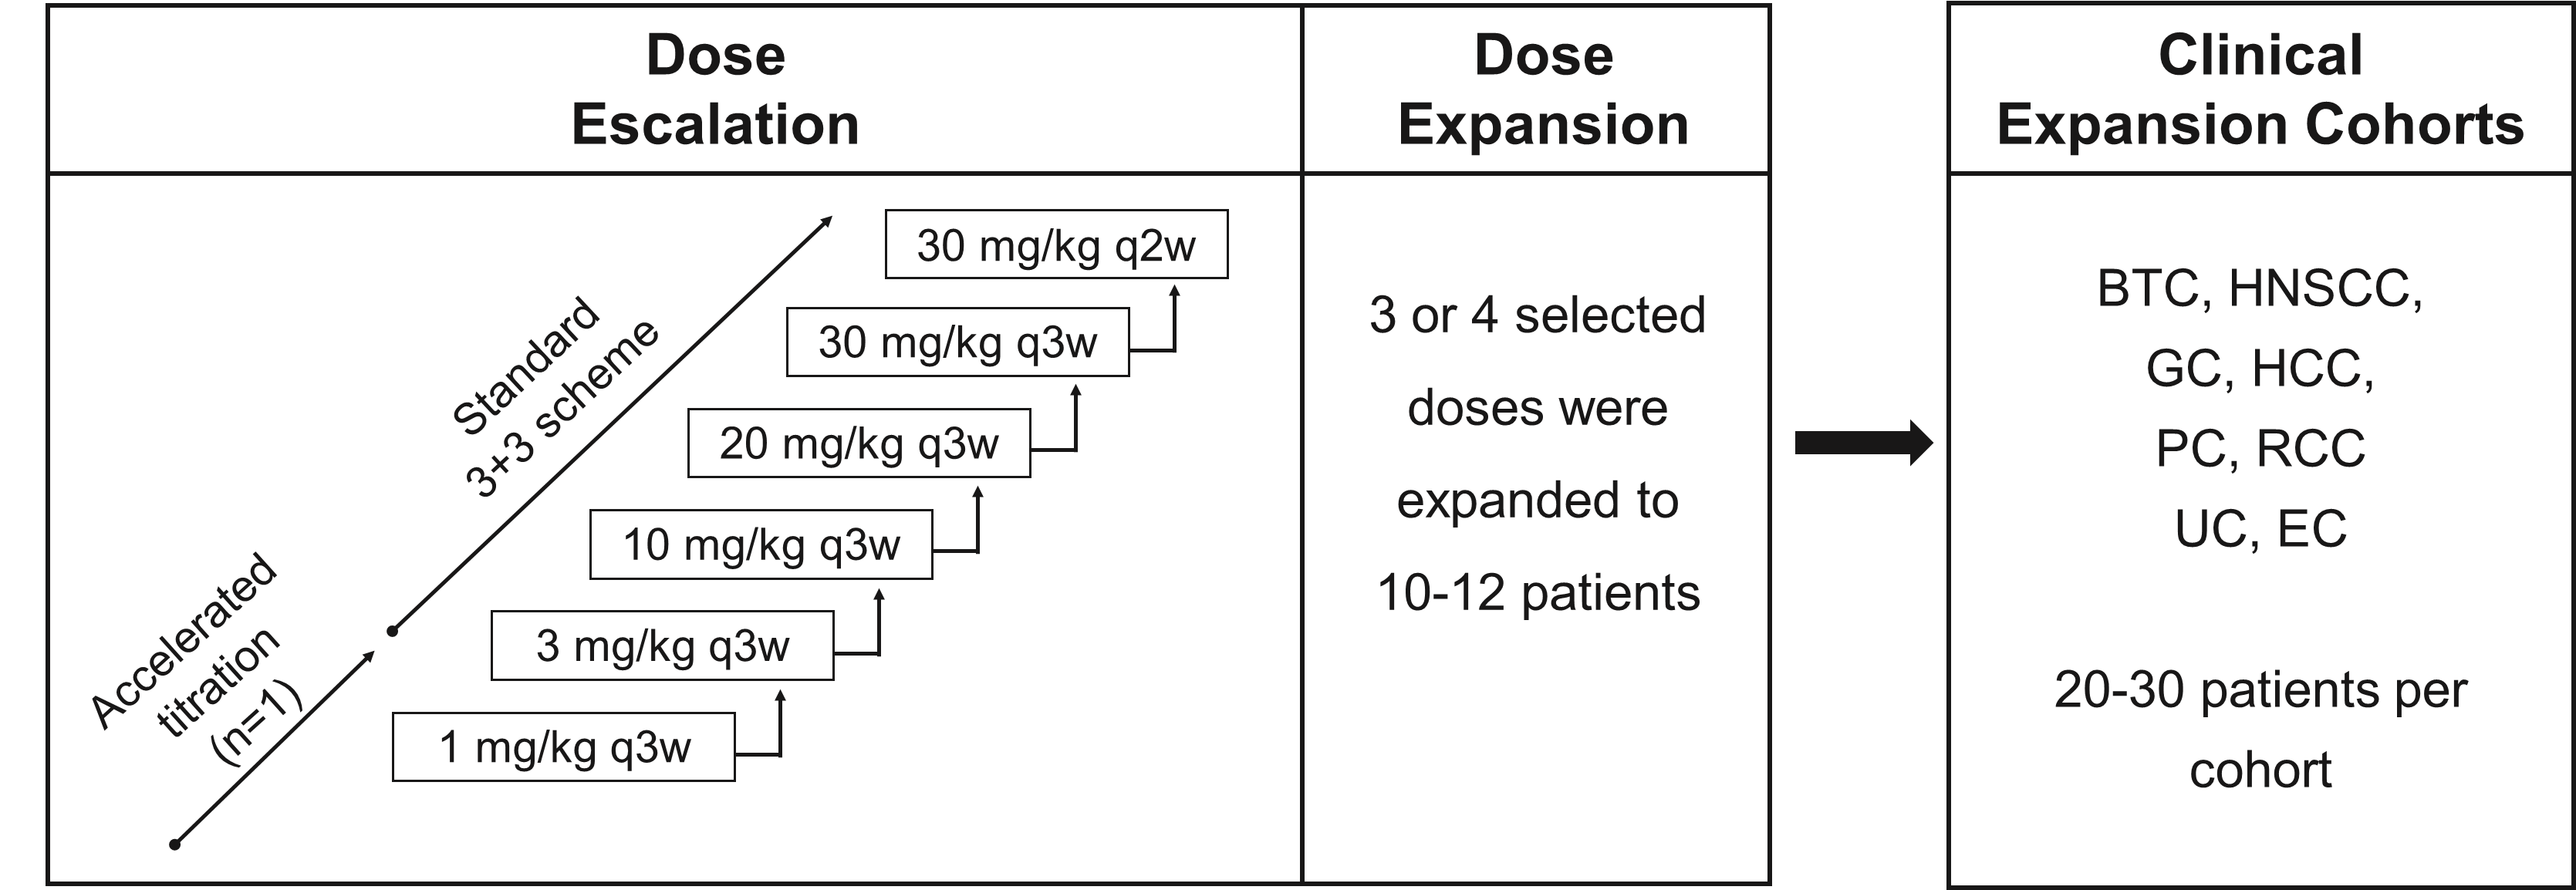 Dose
Escalation
Accelerated
titration
(n=1)
Standard
3+3 scheme
30 mg/kg q2w
30 mg/kg q3w
20 mg/kg q3w
10 mg/kg q3w
3 mg/kg q3w
1 mg/kg q3w
Dose
Expansion
3 or 4 selected
doses were
expanded to
10-12 patients
Clinical
Expansion Cohorts
BTC, HNSCC,
GC, HCC,
PC, RCC
UC, EC
20-30 patients per
cohort